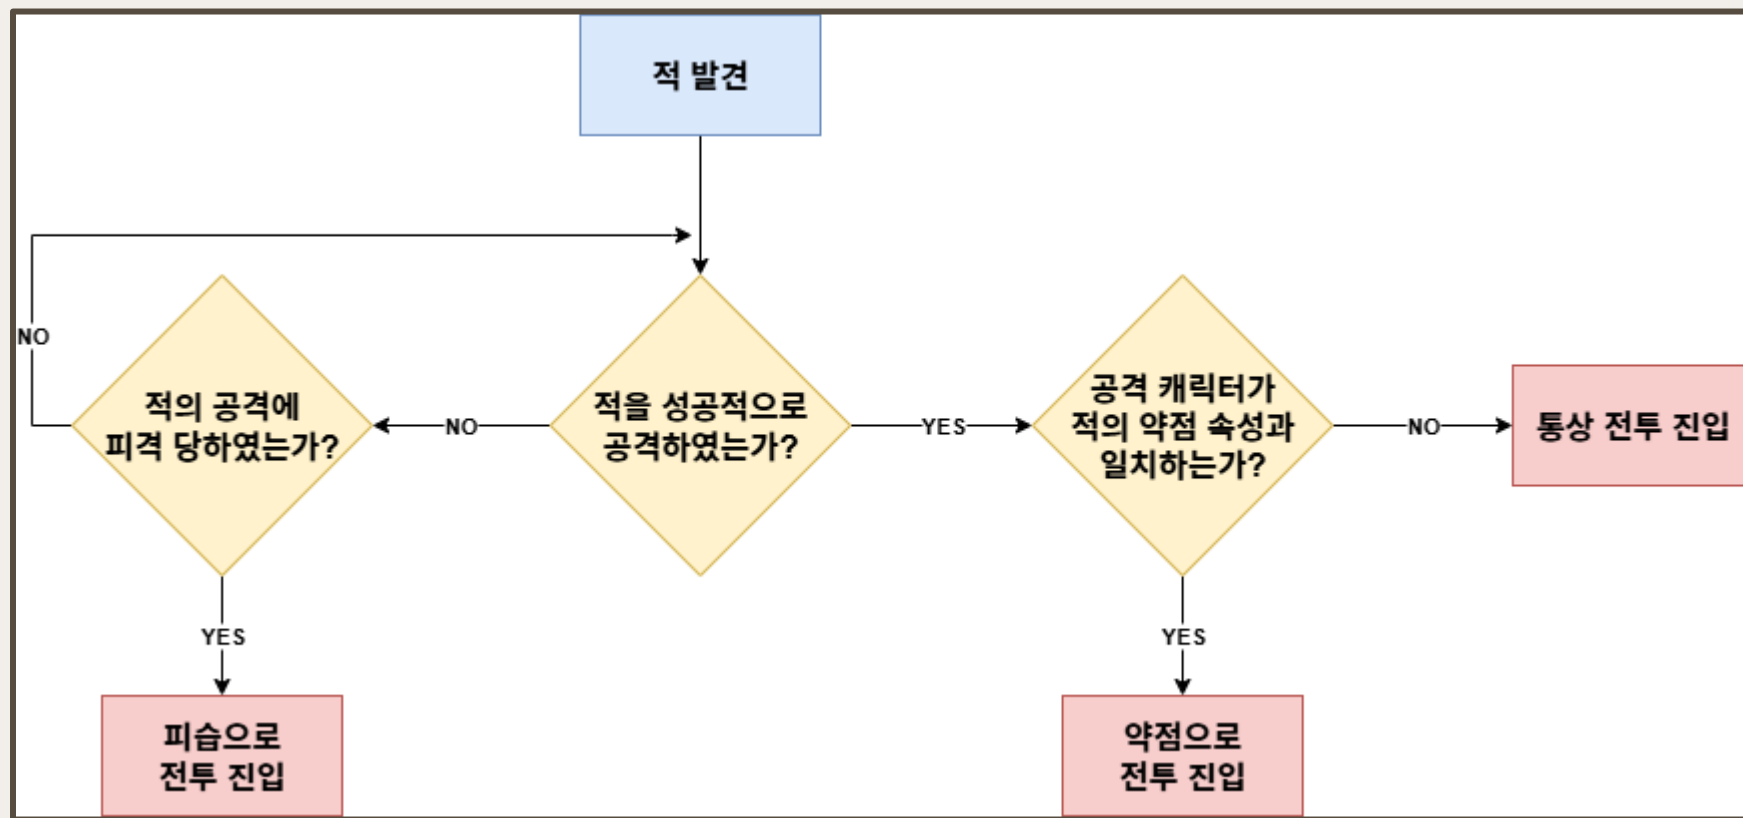 적 발견
NO
적의 공격에
피격 당하였는가?
NO
적을 성공적으로
공격하였는가?
YES
공격 캐릭터가
적의 약점 속성과
일치하는가?
NO
통상 전투 진입
YES
피습으로
전투 진입
YES
약점으로
전투 진입